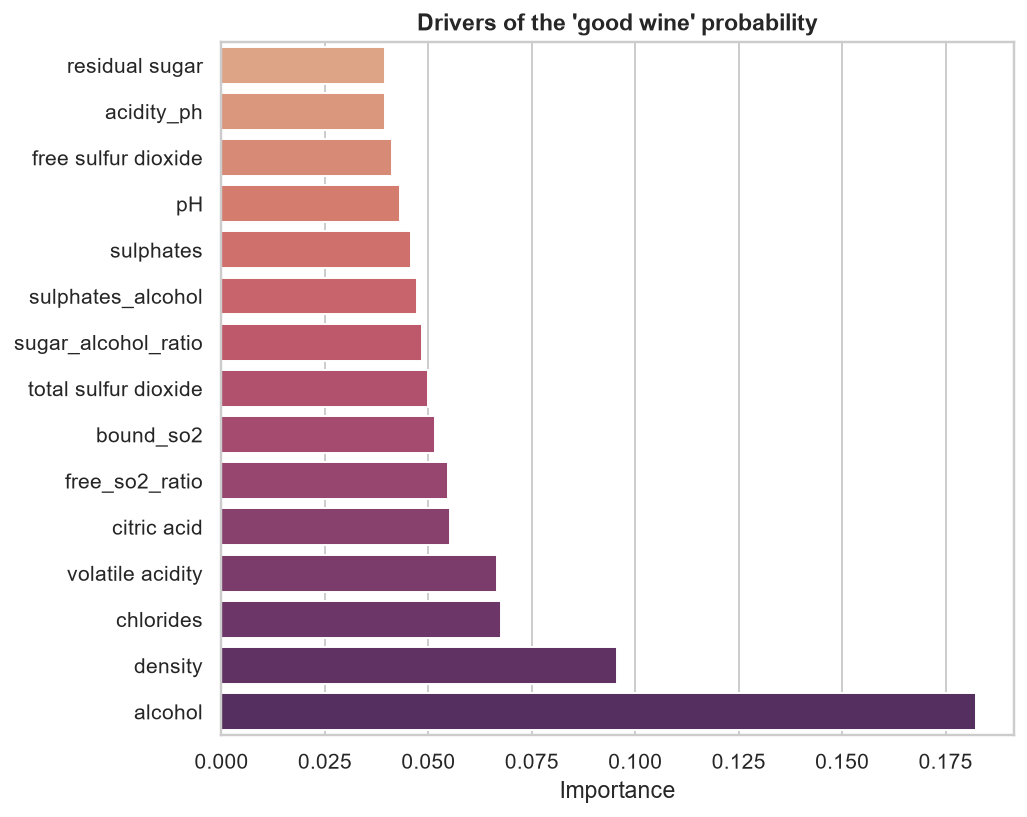 Drivers of the 'good wine' probability
residual sugar
acidity_ph
free sulfur dioxide
pH
sulphates
sulphates_alcohol
sugar_alcohol_ratio
total sulfur dioxide
bound_so2
free_so2_ratio
citric acid
volatile acidity
chlorides
density
alcohol
0.000 0.025 0.050 0.075 0.100 0.125 0.150 0.175
Importance